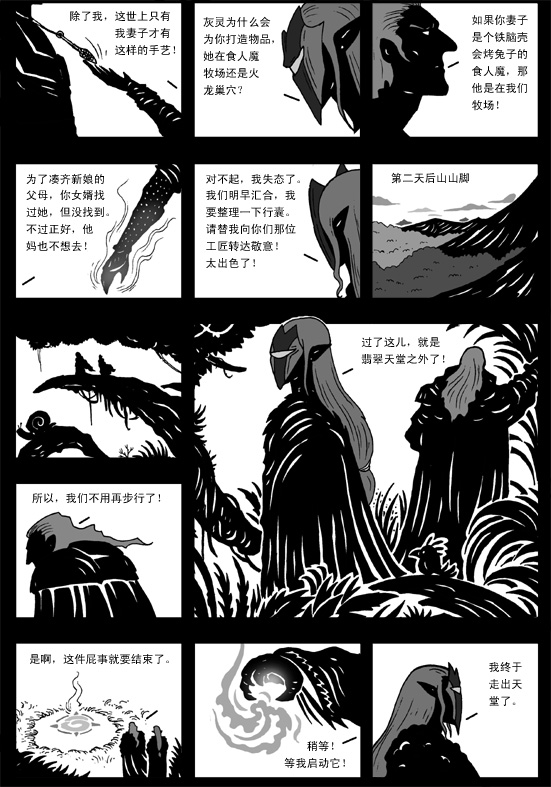 除了我，这世上只有
我妻子才有
这样的手艺！
灰灵为什么会
为你打造物品，
她在食人魔
牧场还是火
龙巢穴？
如果你妻子
是个铁脑壳
会烤兔子的
食人魔，那
他是在我们
牧场！
为了凑齐新娘的
父母，你女婿找
过她，但没找到。
不过正好，他
妈也不想去！
对不起，我失态了。
我们明早汇合，我
要整理一下行囊。
请替我向你们那位
工匠转达敬意！
太出色了！
第二天后山山脚
过了这儿，就是
翡翠天堂之外了！
所以，我们不用再步行了！
是啊，这件屁事就要结束了。
稍等！
等我启动它！
我终于
走出天
堂了。